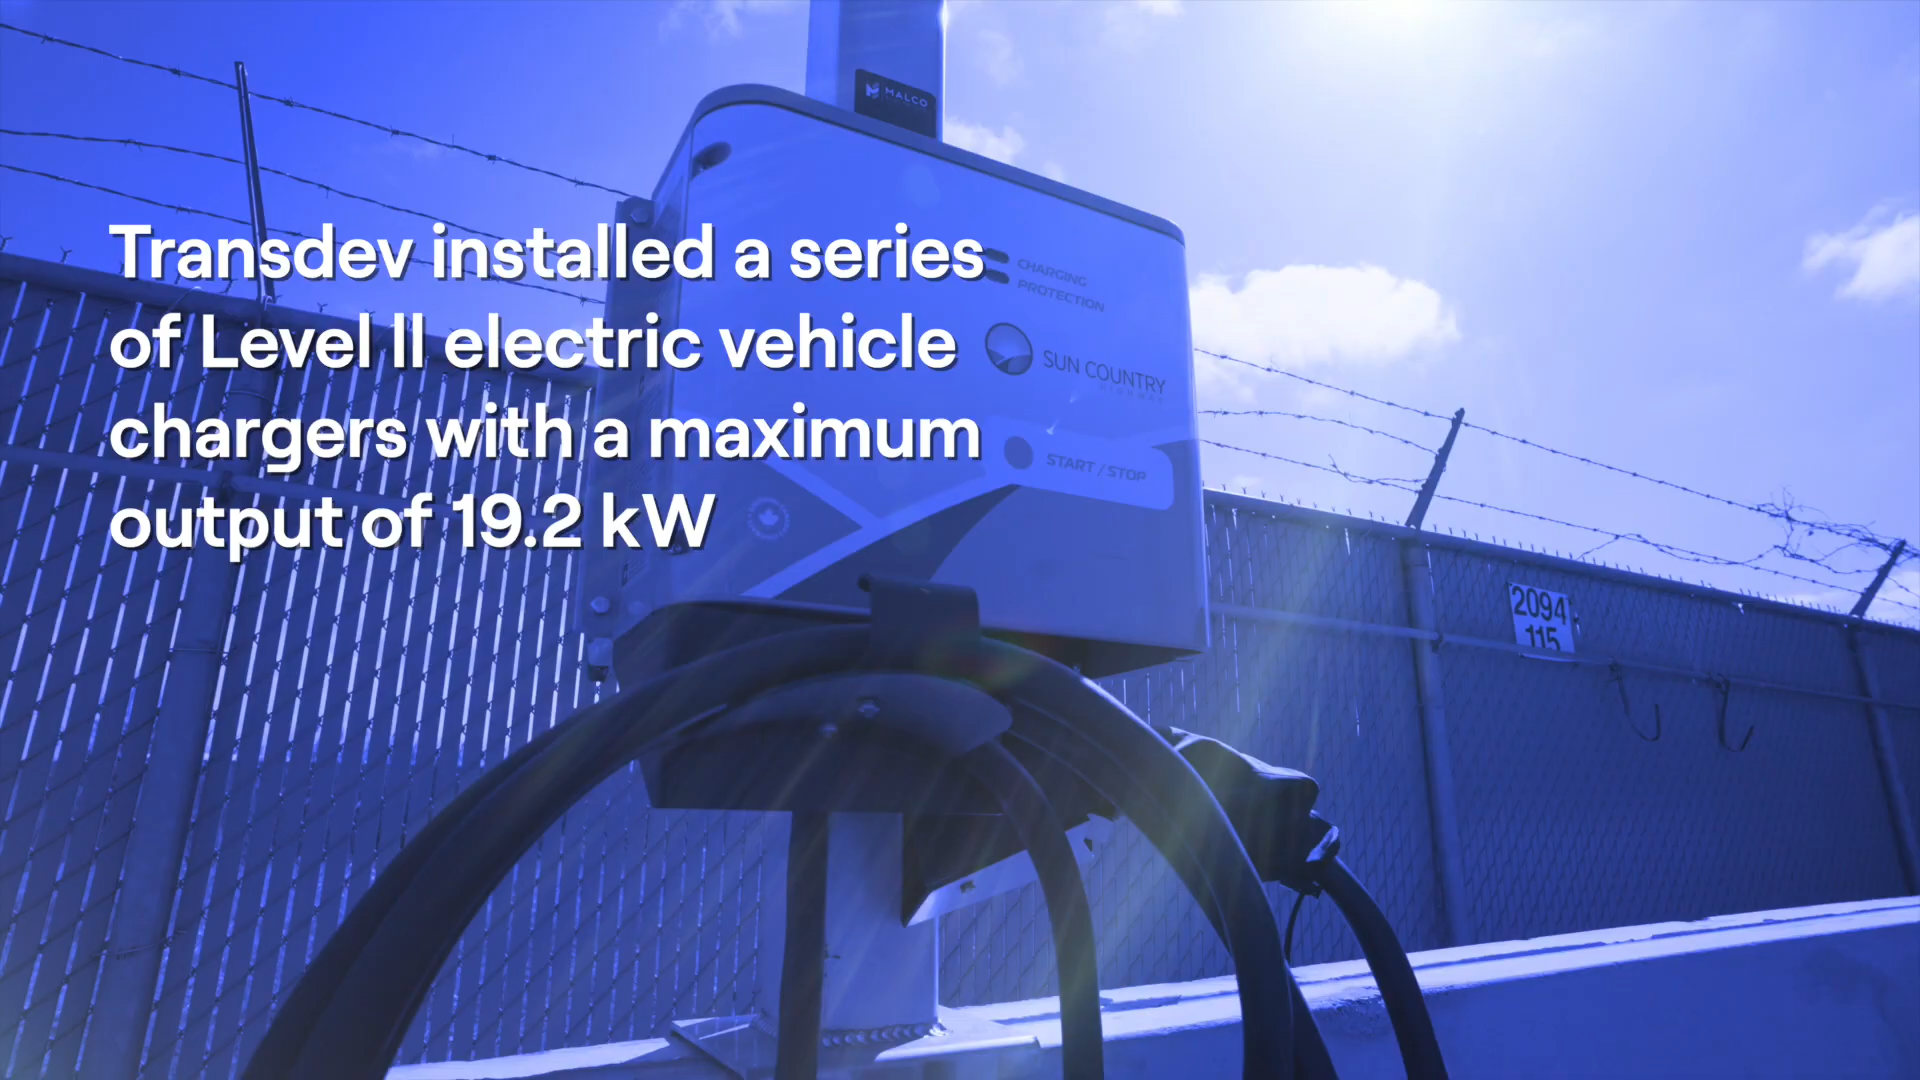 MALCO
Transdev installed a series
of Level II electric vehicle
chargers with a maximum
output of 19.2 kW
CHARGING
PROTECTION
SUN COUNTRY
HIGHWAY
START / STOP
2094
115